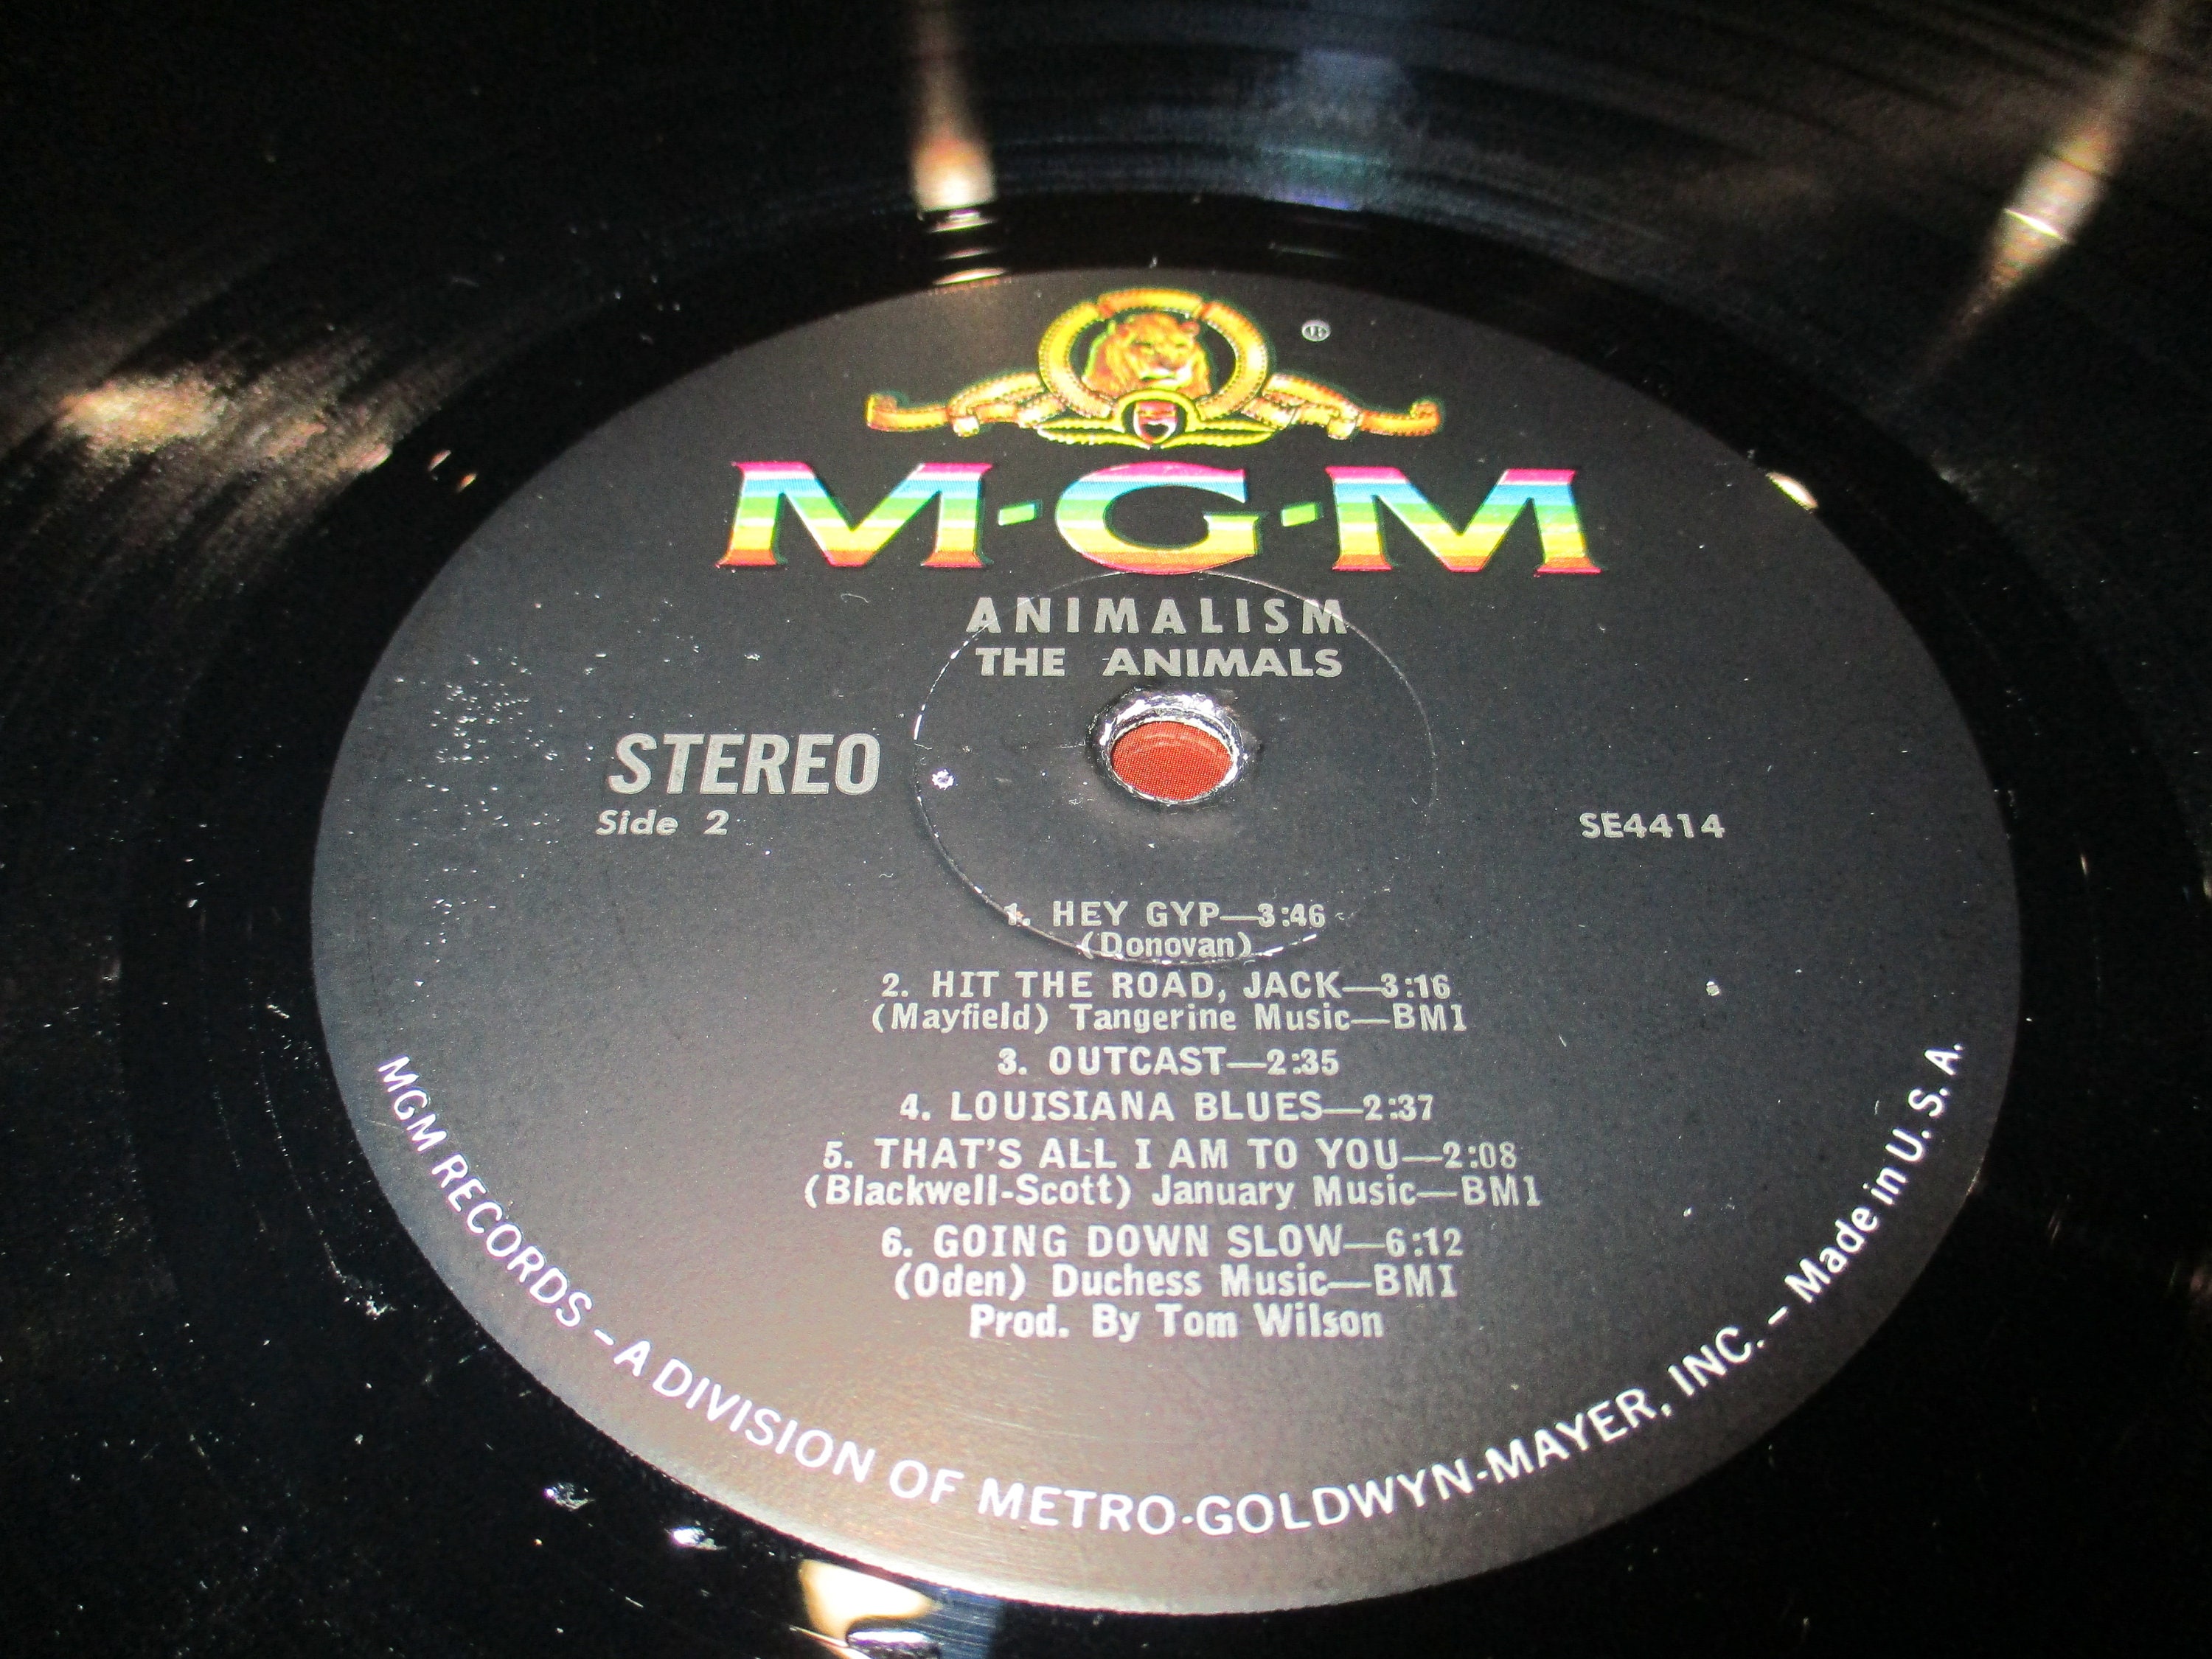 ®
M-G-M
ANIMALISM
THE ANIMALS
STEREO
Side 2
SE4414
1. HEY GYP—3:46
(Donovan)
2. HIT THE ROAD, JACK—3:16
(Mayfield) Tangerine Music—BMI
3. OUTCAST—2:35
4. LOUISIANA BLUES—2:37
5. THAT'S ALL I AM TO YOU—2:08
(Blackwell-Scott) January Music—BMI
6. GOING DOWN SLOW—6:12
(Oden) Duchess Music—BMI
Prod. By Tom Wilson
MGM RECORDS – A DIVISION OF METRO-GOLDWYN-MAYER, INC. – Made in U. S. A.